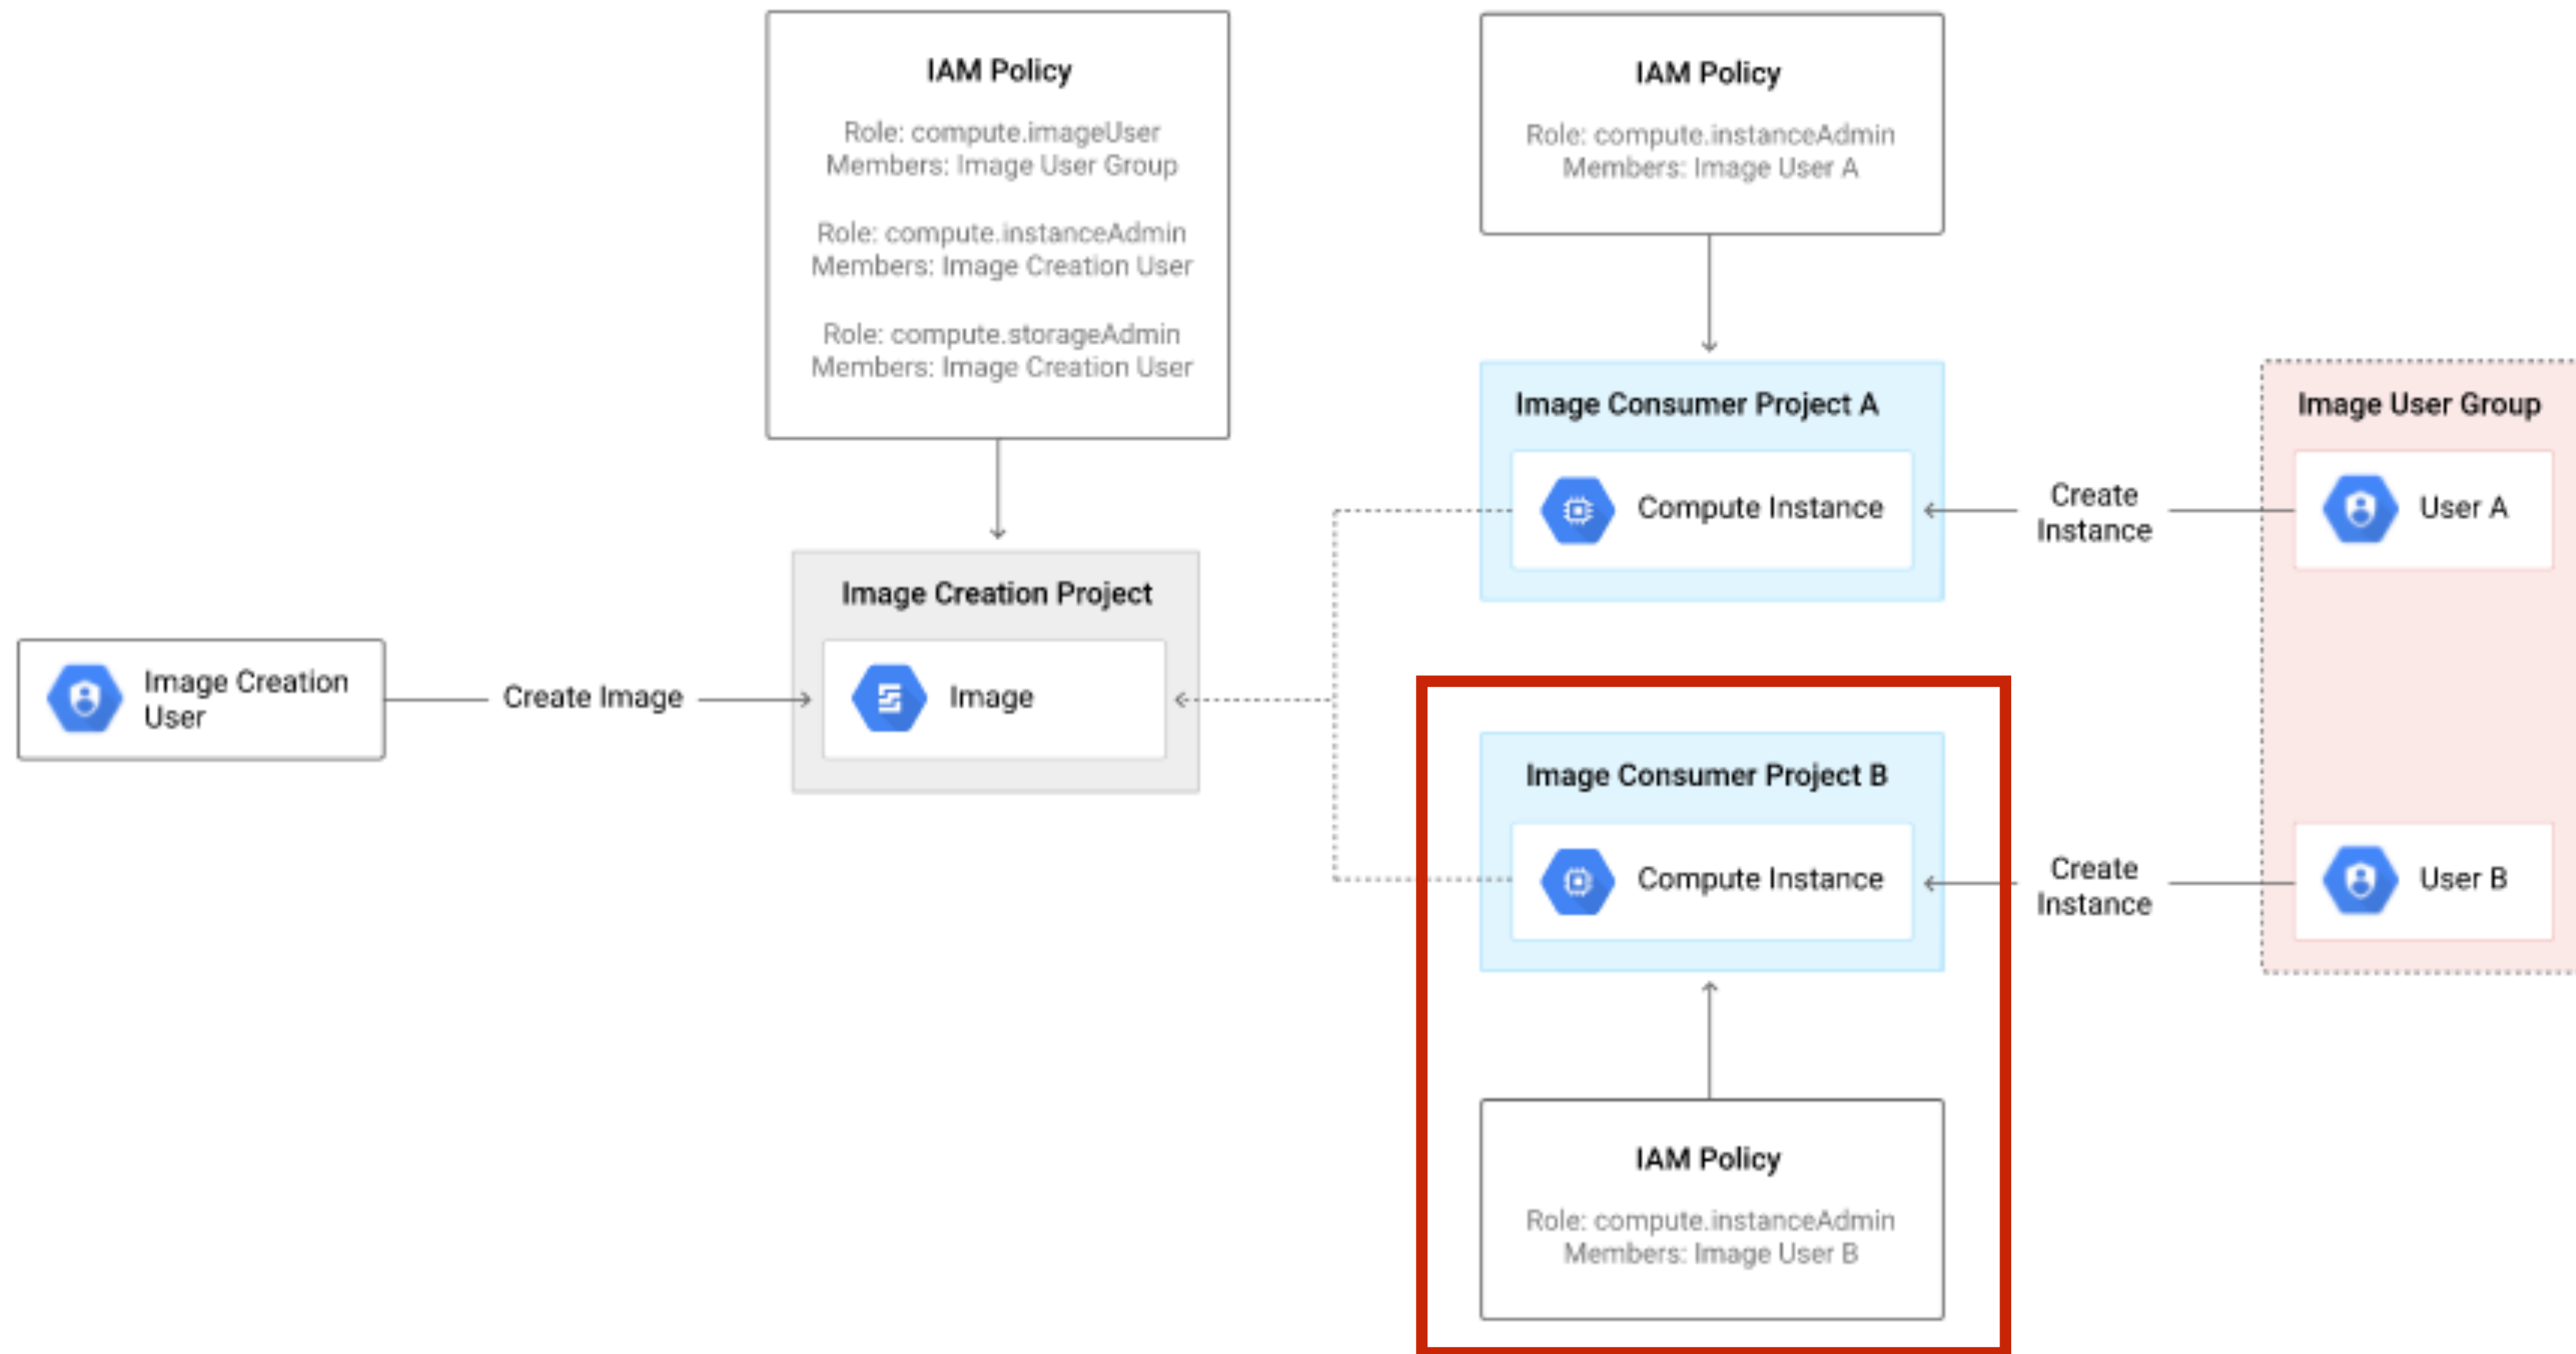 IAM Policy
Role: compute.imageUser
Members: Image User Group
Role: compute.instanceAdmin
Members: Image Creation User
Role: compute.storageAdmin
Members: Image Creation User
IAM Policy
Role: compute.instanceAdmin
Members: Image User A
Image Consumer Project A
Compute Instance
Create
Instance
Image User Group
User A
Image Creation Project
Image
Image Creation
User
Create Image
Image Consumer Project B
Compute Instance
Create
Instance
User B
IAM Policy
Role: compute.instanceAdmin
Members: Image User B